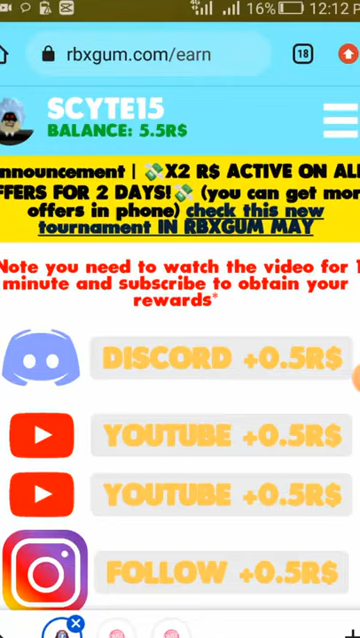 16% 12:12 P
rbxgum.com/earn
18
SCYTE15
BALANCE: 5.5R$
nnouncement | 💸X2 R$ ACTIVE ON ALL
FFERS FOR 2 DAYS!💸 (you can get mor
offers in phone) check this new
tournament IN RBXGUM MAY
Note you need to watch the video for 1
minute and subscribe to obtain your
rewards*
DISCORD +0.5R$
YOUTUBE +0.5R$
YOUTUBE +0.5R$
FOLLOW +0.5R$